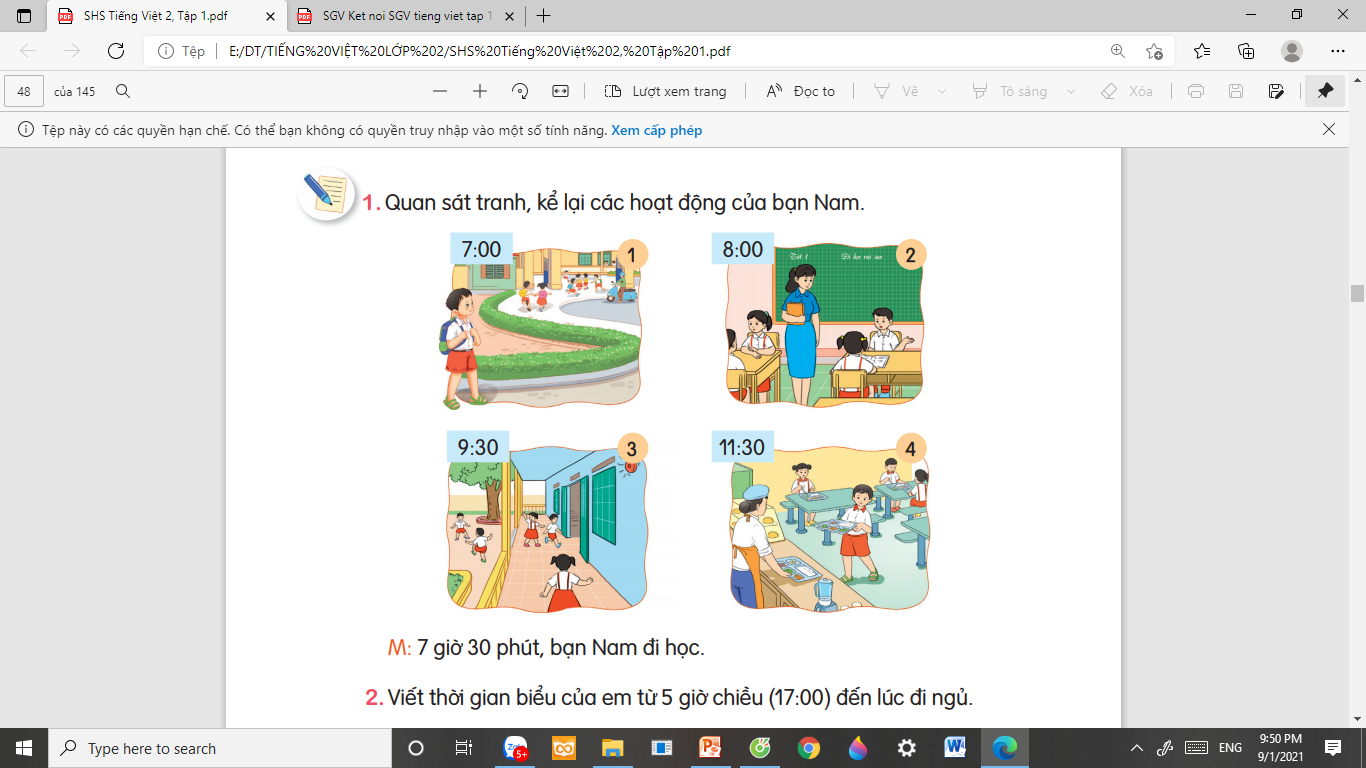 SHS Tiếng Việt 2, Tập 1.pdf
SGV Ket noi SGV tieng viet tap 1
Tệp
E:/DT/TIẾNG%20VIỆT%20LỚP%202/SHS%20Tiếng%20Việt%202,%20Tập%201.pdf
48 của 145 Lượt xem trang Đọc to Vẽ Tô sáng Xóa
Tệp này có các quyền hạn chế. Có thể bạn không có quyền truy nhập vào một số tính năng. Xem cấp phép
1. Quan sát tranh, kể lại các hoạt động của bạn Nam.
7:00 1
8:00 2
9:30 3
11:30 4
M: 7 giờ 30 phút, bạn Nam đi học.
2. Viết thời gian biểu của em từ 5 giờ chiều (17:00) đến lúc đi ngủ.
Type here to search
5+
ENG
9:50 PM
9/1/2021